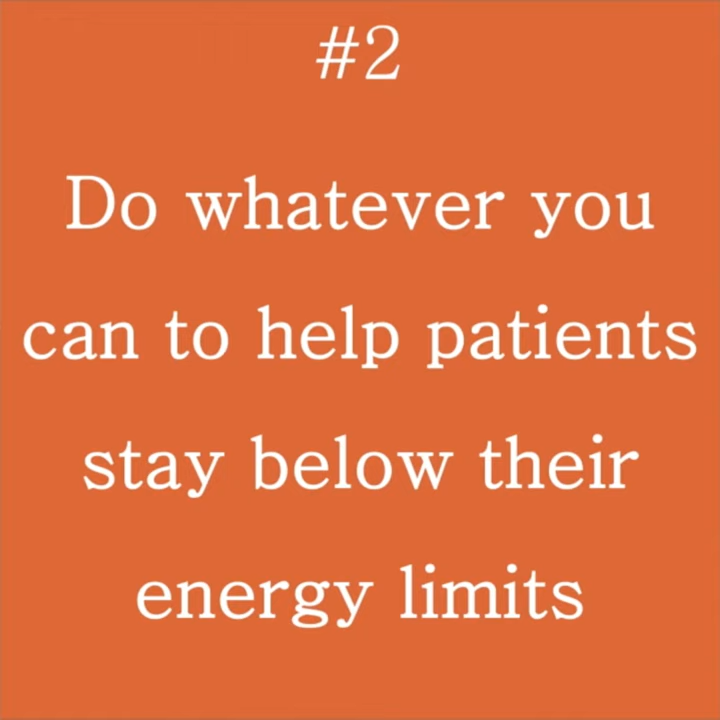 #2
Do whatever you
can to help patients
stay below their
energy limits